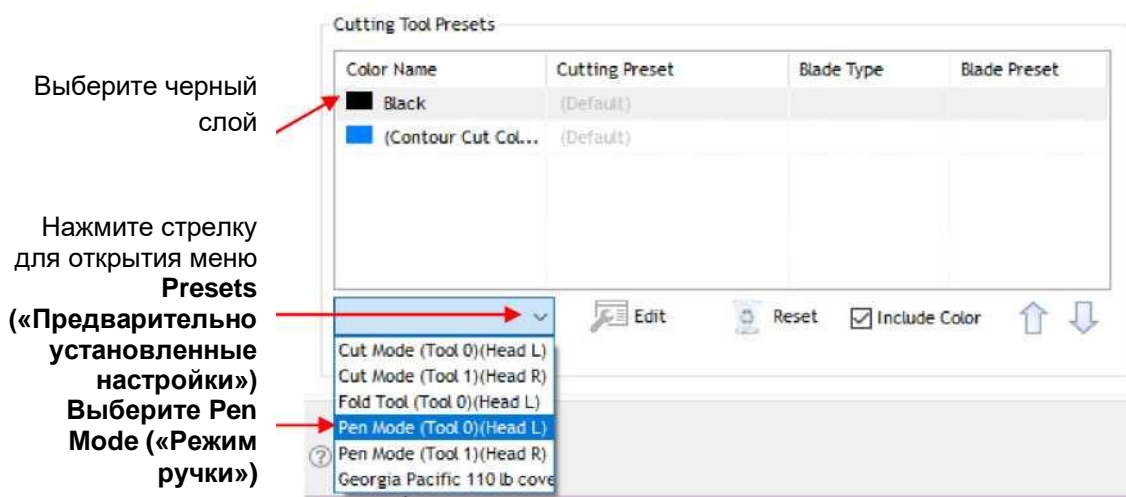 Cutting Tool Presets
Color Name Cutting Preset Blade Type Blade Preset
Black (Default)
(Contour Cut Col... (Default)
Выберите черный
слой
Нажмите стрелку
для открытия меню
Presets
(«Предварительно
установленные
настройки»)
Выберите Pen
Mode («Режим
ручки»)
Edit Reset Include Color
Cut Mode (Tool 0)(Head L)
Cut Mode (Tool 1)(Head R)
Fold Tool (Tool 0)(Head L)
Pen Mode (Tool 0)(Head L)
Pen Mode (Tool 1)(Head R)
Georgia Pacific 110 lb cove